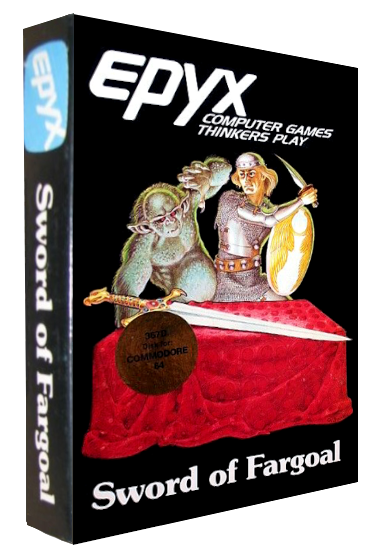 EPYX
Sword of Fargoal
EPYX
COMPUTER GAMES
THINKERS PLAY
COMMODORE
64
Sword of Fargoal